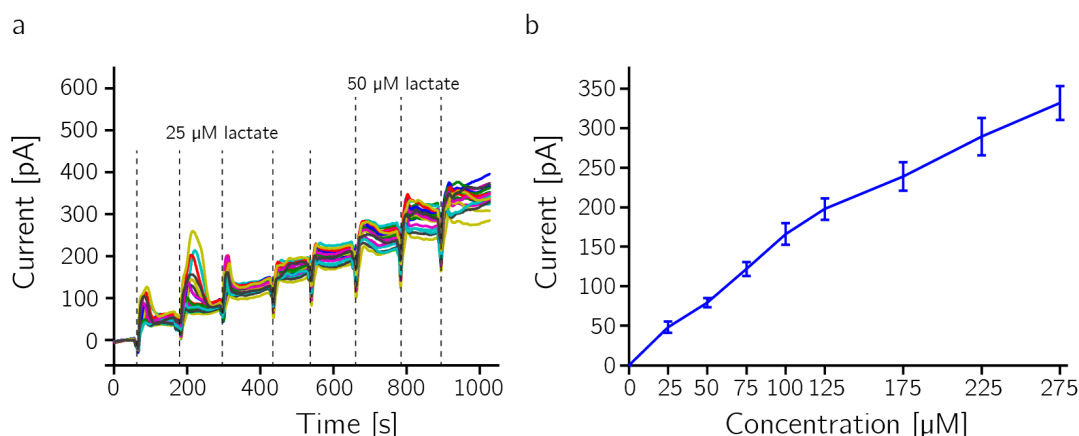 a
600
500
400
300
200
100
0
Current [pA]
25 µM lactate
50 µM lactate
0 200 400 600 800 1000
Time [s]
b
350
300
250
200
150
100
50
0
Current [pA]
0 25 50 75 100 125 175 225 275
Concentration [µM]